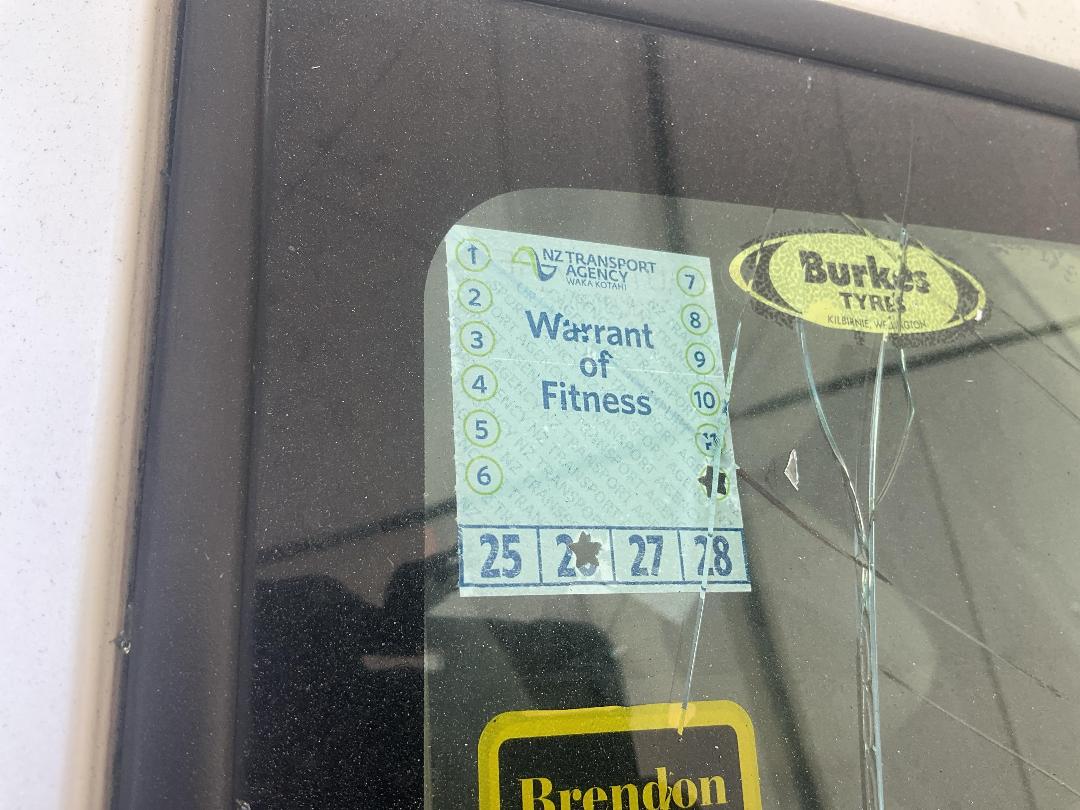 1
NZ TRANSPORT
AGENCY
WAKA KOTAHI
7
2
8
3
Warrant
of
Fitness
9
4
10
5
11
6
25
27
28
Burkes
TYRES
KILBIRNIE, WELLINGTON
Brendon